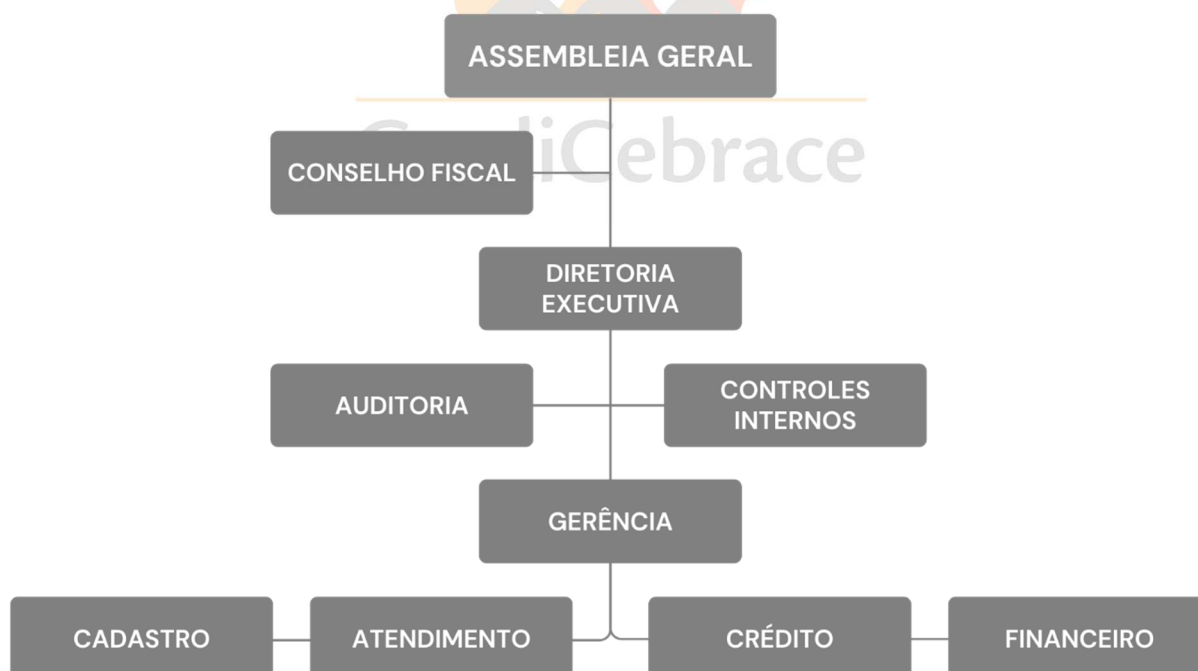 ASSEMBLEIA GERAL
CONSELHO FISCAL
DIRETORIA
EXECUTIVA
AUDITORIA
CONTROLES
INTERNOS
GERÊNCIA
CADASTRO
ATENDIMENTO
CRÉDITO
FINANCEIRO